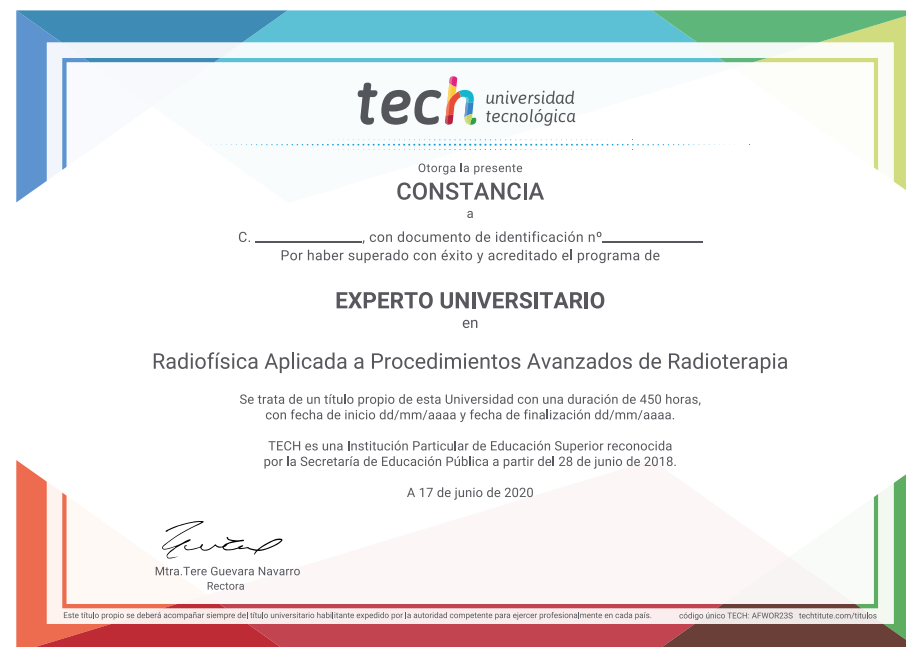 tech universidad
tecnológica
Otorga la presente
CONSTANCIA
a
C. ____________, con documento de identificación nº____________
Por haber superado con éxito y acreditado el programa de
EXPERTO UNIVERSITARIO
en
Radiofísica Aplicada a Procedimientos Avanzados de Radioterapia
Se trata de un título propio de esta Universidad con una duración de 450 horas,
con fecha de inicio dd/mm/aaaa y fecha de finalización dd/mm/aaaa.
TECH es una Institución Particular de Educación Superior reconocida
por la Secretaría de Educación Pública a partir del 28 de junio de 2018.
A 17 de junio de 2020
Mtra.Tere Guevara Navarro
Rectora
Este título propio se deberá acompañar siempre del título universitario habilitante expedido por la autoridad competente para ejercer profesionalmente en cada país. código único TECH: AFWOR23S techtitute.com/titulos